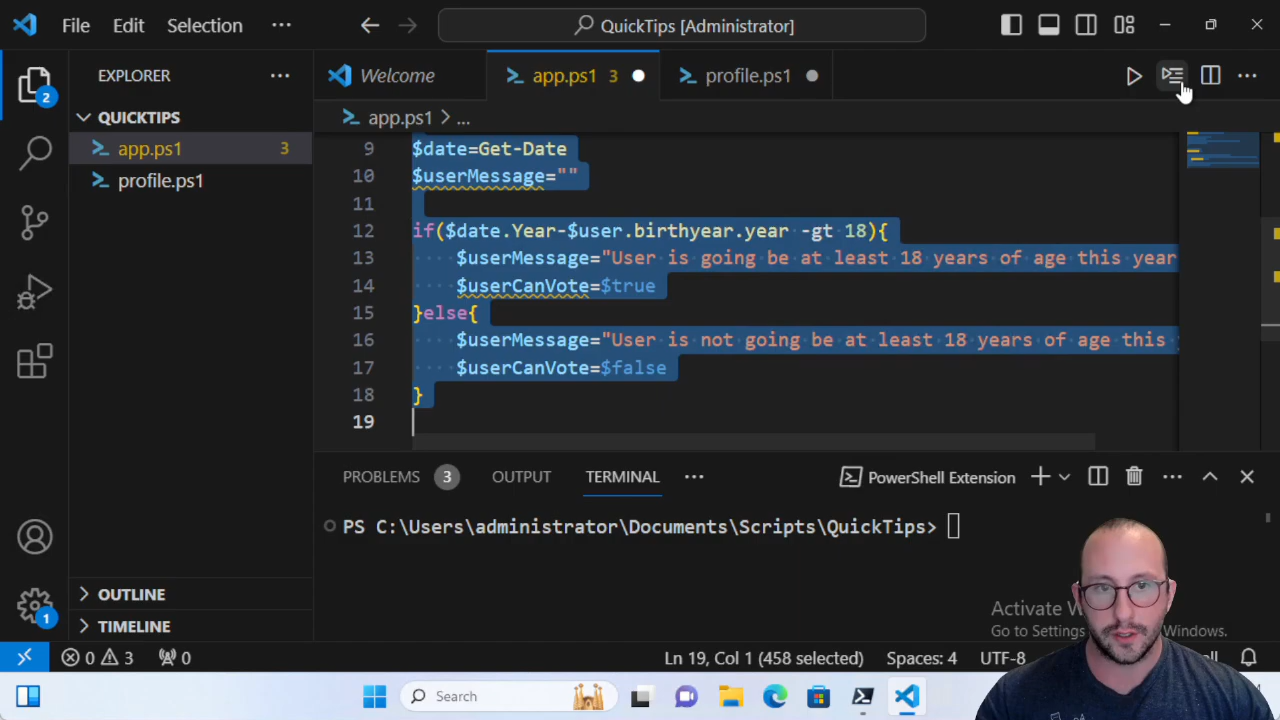 File Edit Selection ··· QuickTips [Administrator]
EXPLORER ··· Welcome app.ps1 3 profile.ps1
QUICKTIPS
app.ps1 3
profile.ps1
app.ps1 > ...
9 $date=Get-Date
10 $userMessage=""
11
12 if($date.Year-$user.birthyear.year -gt 18){
13 $userMessage="User is going be at least 18 years of age this year
14 $userCanVote=$true
15 }else{
16 $userMessage="User is not going be at least 18 years of age this
17 $userCanVote=$false
18 }
19
PROBLEMS 3 OUTPUT TERMINAL ··· PowerShell Extension
PS C:\Users\administrator\Documents\Scripts\QuickTips>
2
1
OUTLINE
TIMELINE
Activate W
Go to Settings Windows.
0 3 0 Ln 19, Col 1 (458 selected) Spaces: 4 UTF-8
Search